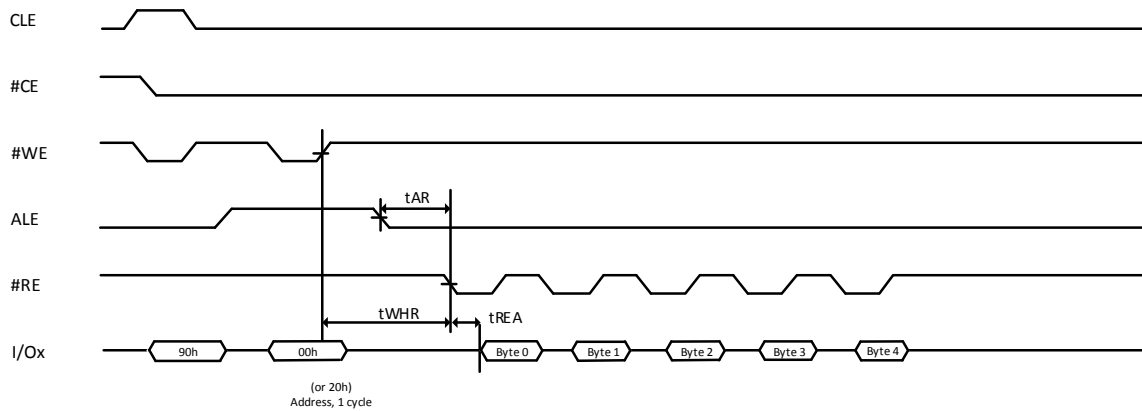 CLE
#CE
#WE
ALE
tAR
#RE
tWHR
tREA
I/Ox
90h
00h
Byte 0
Byte 1
Byte 2
Byte 3
Byte 4
(or 20h)
Address, 1 cycle